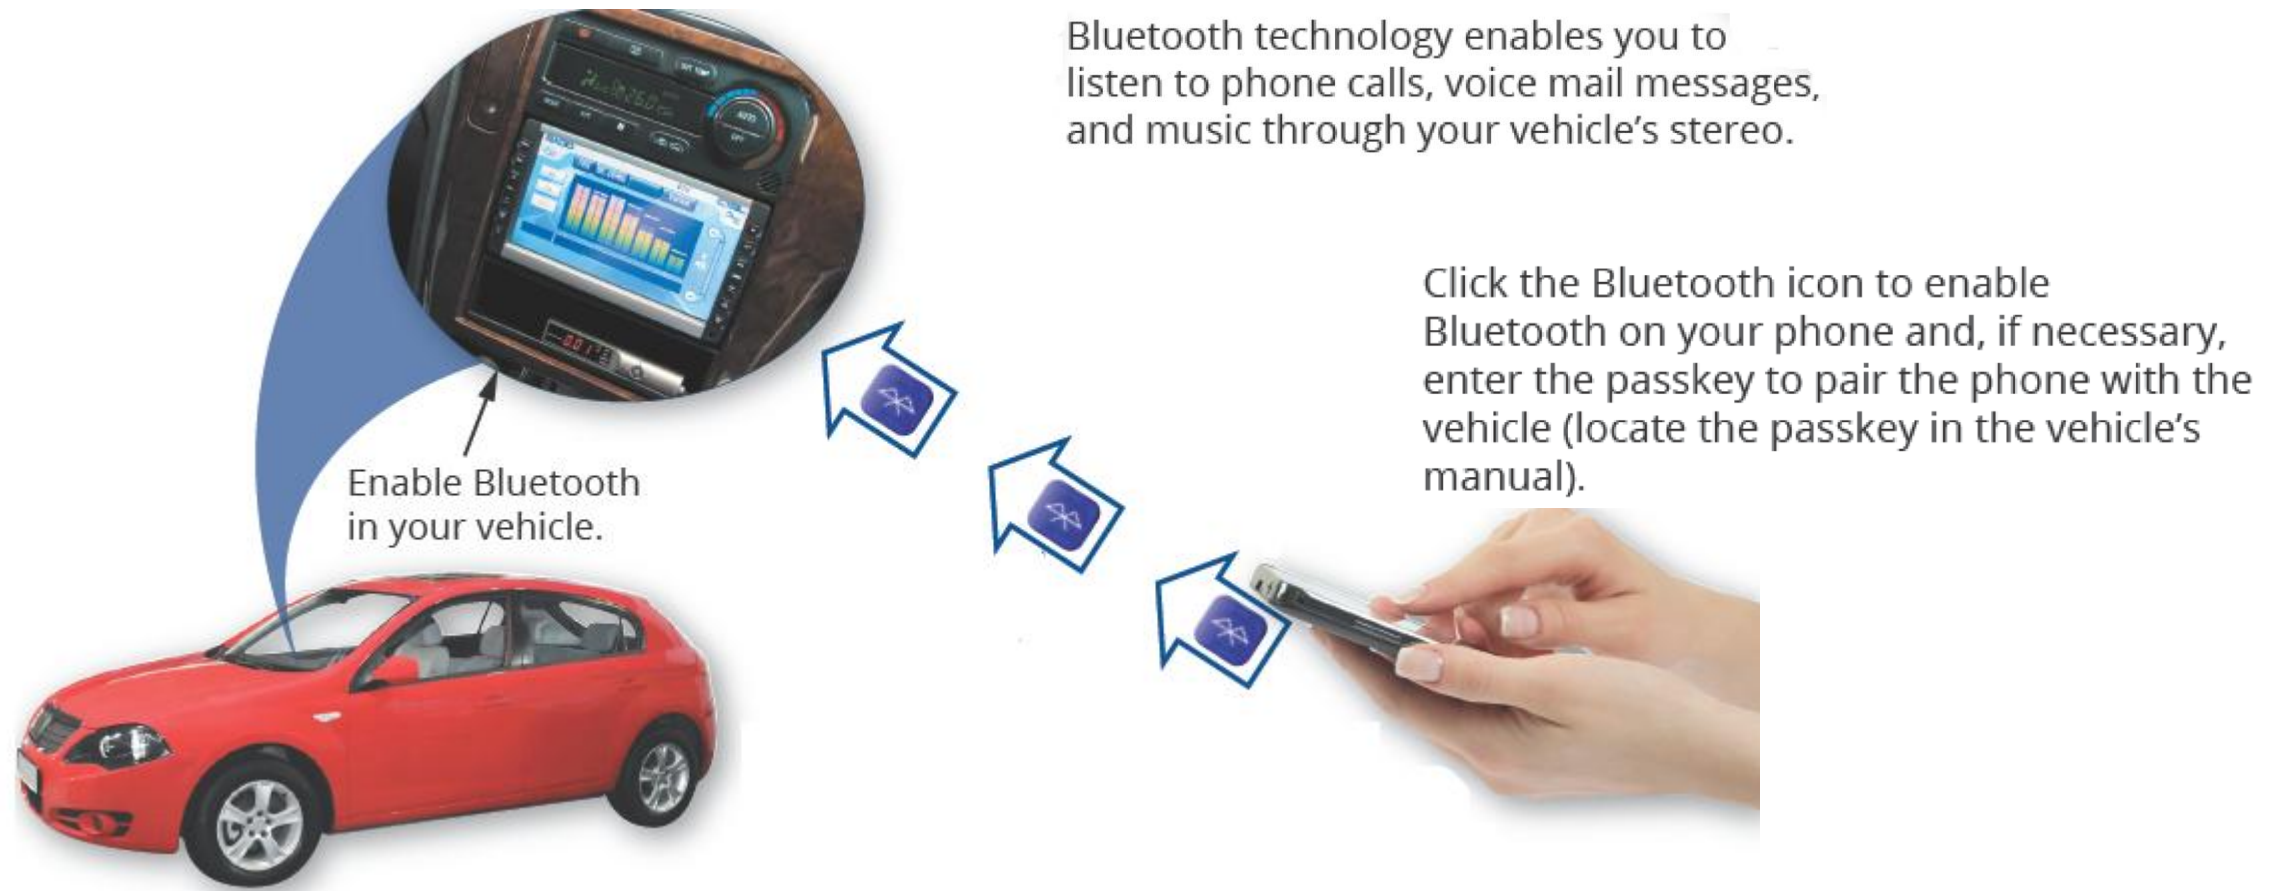 Bluetooth technology enables you to
listen to phone calls, voice mail messages,
and music through your vehicle's stereo.
Click the Bluetooth icon to enable
Bluetooth on your phone and, if necessary,
enter the passkey to pair the phone with the
vehicle (locate the passkey in the vehicle's
manual).
Enable Bluetooth
in your vehicle.
AUTO
OFF